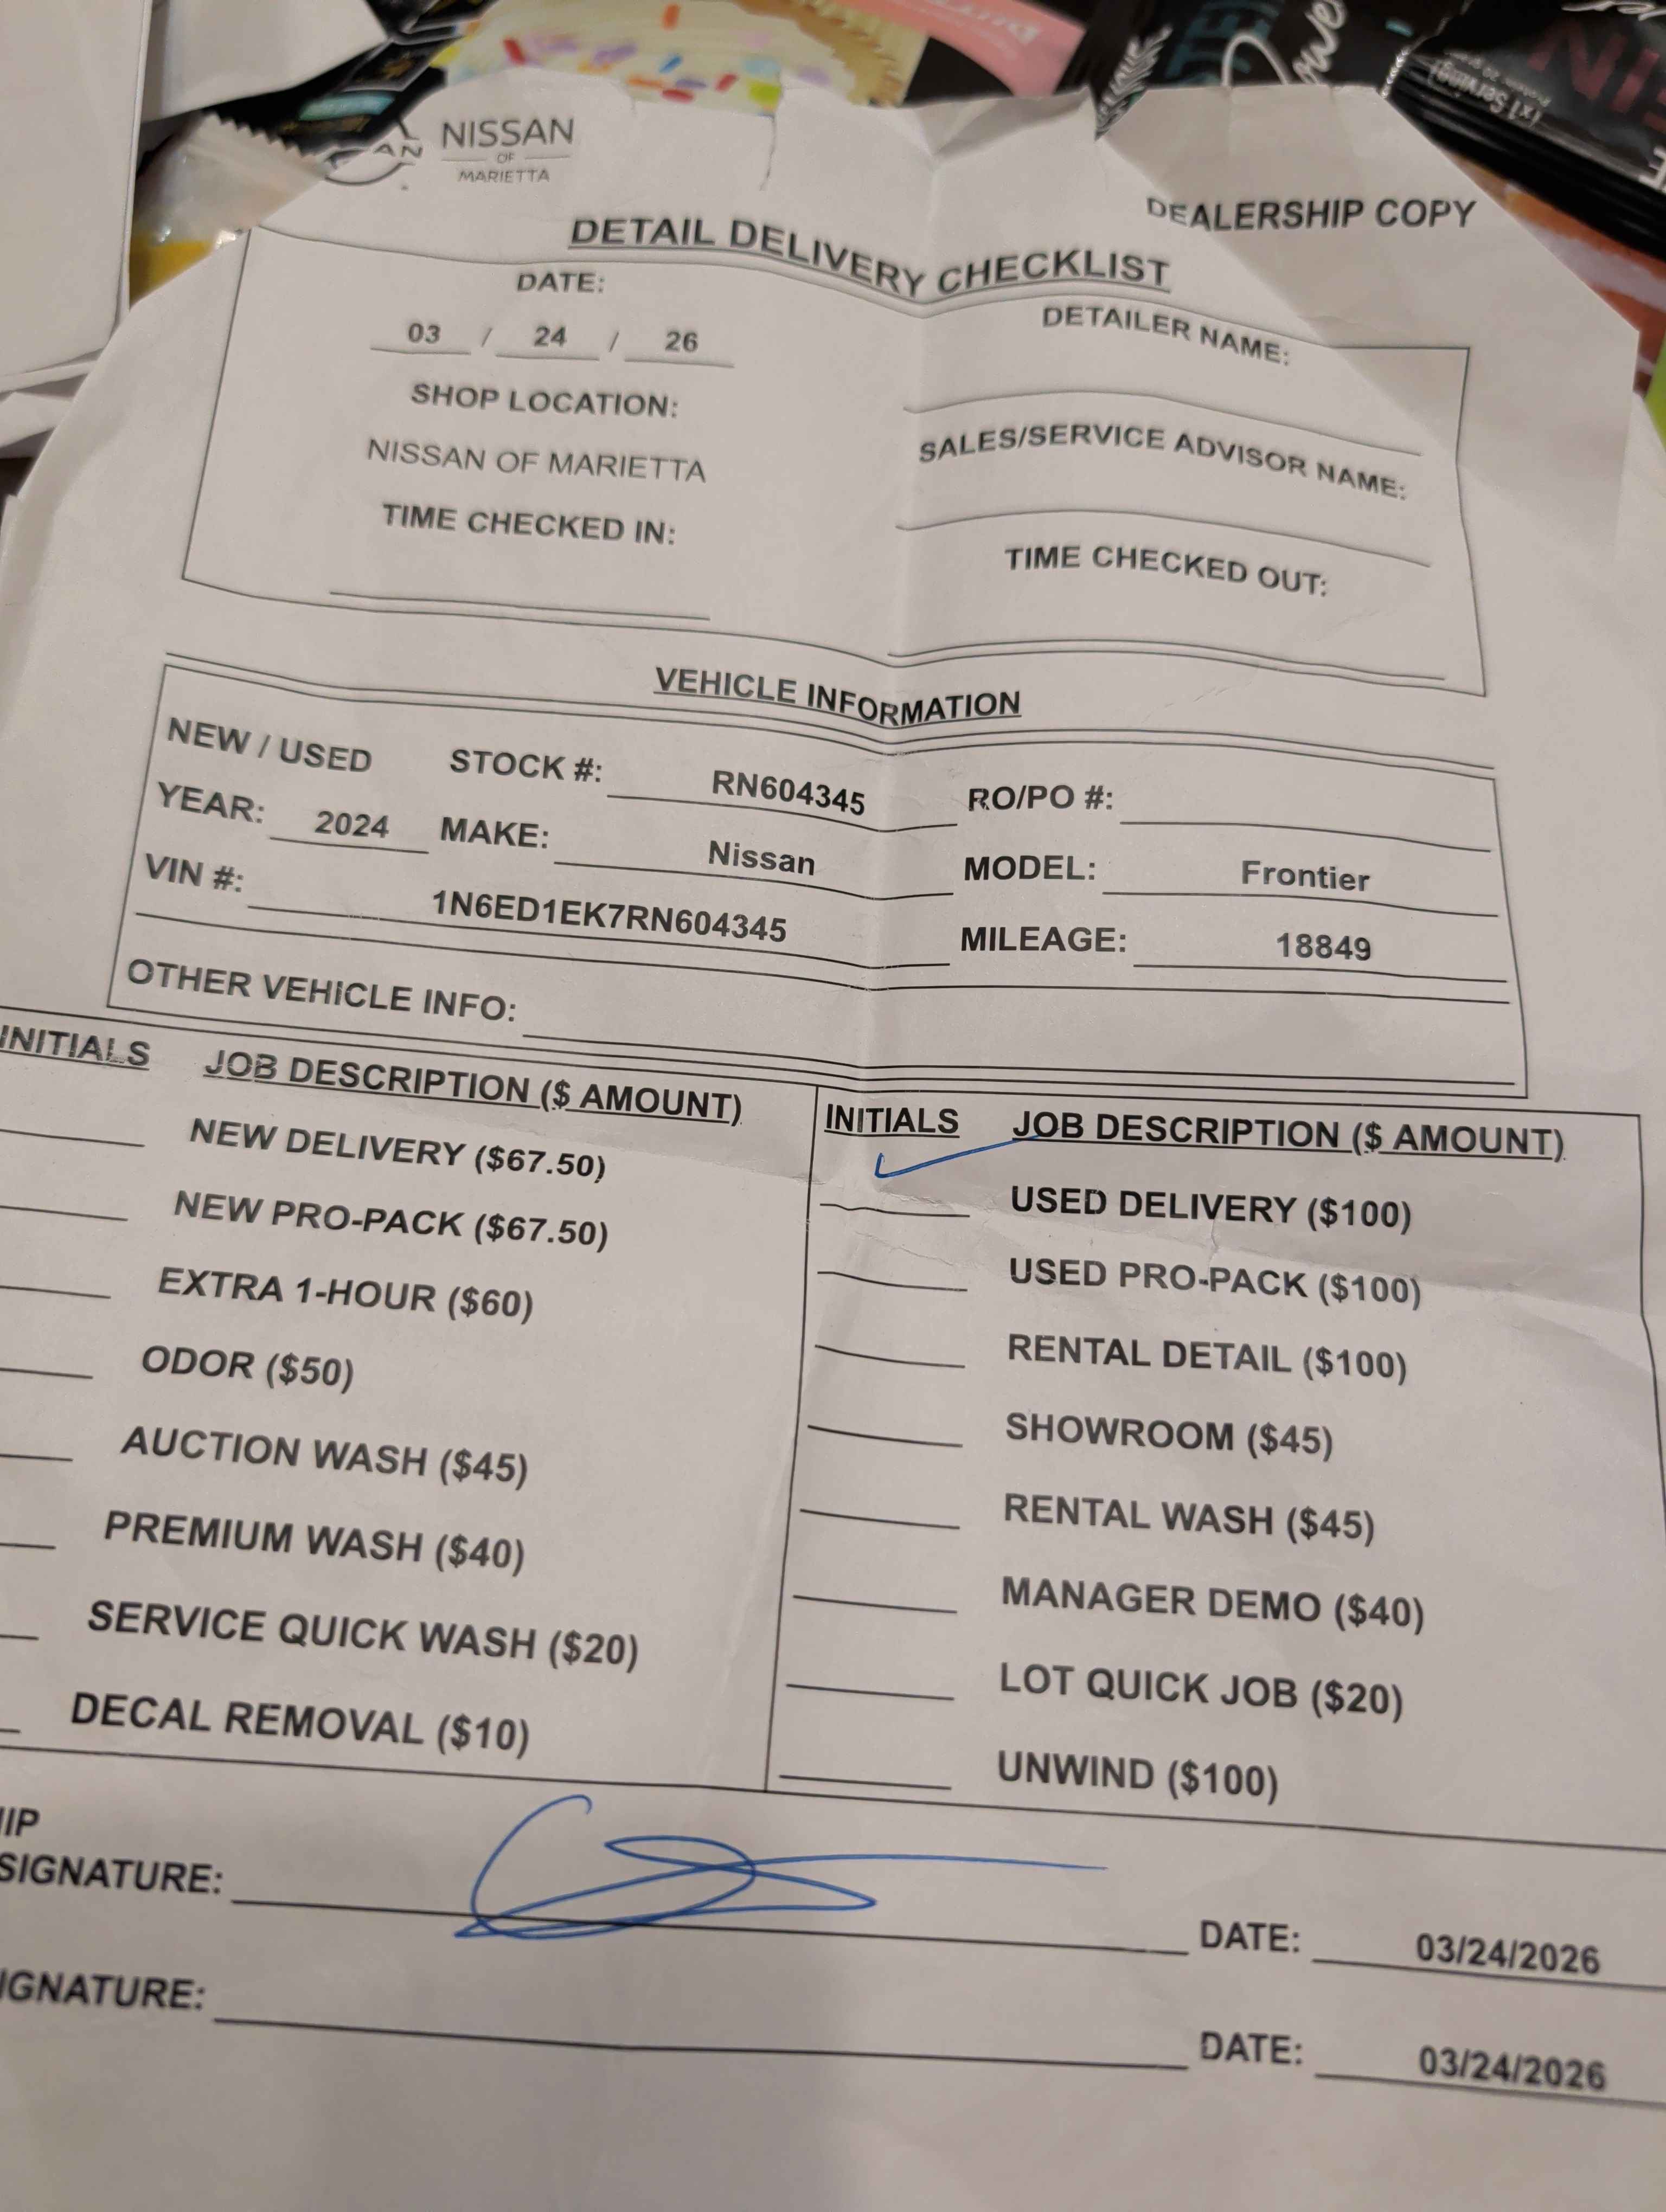 NISSAN
OF
MARIETTA
DEALERSHIP COPY
DETAIL DELIVERY CHECKLIST
DATE:
03 / 24 / 26
DETAILER NAME:
SHOP LOCATION:
NISSAN OF MARIETTA
SALES/SERVICE ADVISOR NAME:
TIME CHECKED IN:
TIME CHECKED OUT:
VEHICLE INFORMATION
NEW / USED STOCK #: RN604345 RO/PO #:
YEAR: 2024 MAKE: Nissan MODEL: Frontier
VIN #: 1N6ED1EK7RN604345 MILEAGE: 18849
OTHER VEHICLE INFO:
INITIALS JOB DESCRIPTION ($ AMOUNT)
NEW DELIVERY ($67.50)
NEW PRO-PACK ($67.50)
EXTRA 1-HOUR ($60)
ODOR ($50)
AUCTION WASH ($45)
PREMIUM WASH ($40)
SERVICE QUICK WASH ($20)
DECAL REMOVAL ($10)
INITIALS JOB DESCRIPTION ($ AMOUNT)
USED DELIVERY ($100)
USED PRO-PACK ($100)
RENTAL DETAIL ($100)
SHOWROOM ($45)
RENTAL WASH ($45)
MANAGER DEMO ($40)
LOT QUICK JOB ($20)
UNWIND ($100)
HIP
SIGNATURE: DATE: 03/24/2026
IGNATURE: DATE: 03/24/2026